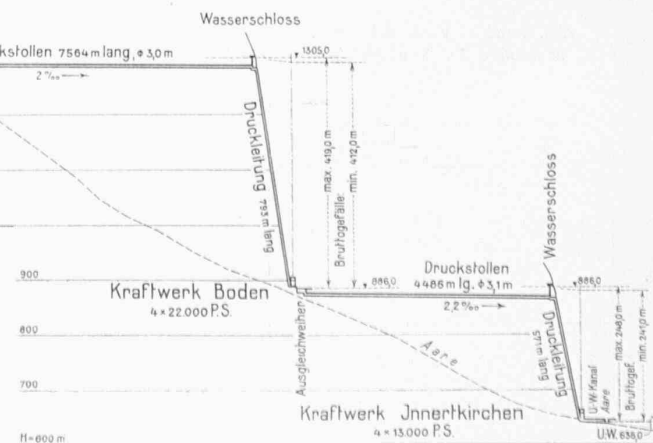 Wasserschloss
kstollen 7564 m lang, ϕ 3,0 m
2 ‰
1305,0
Druckleitung
793 m lang
Bruttogefälle:
max. 419,0 m
min. 412,0 m
Wasserschloss
900
Kraftwerk Boden
4 × 22.000 P.S.
886,0
Druckstollen
4486 m lg. ϕ 3,1 m
2,2 ‰
886,0
Ausgleichweiher
800
Aare
Druckleitung
571 m lang
U-W-Kanal
Aare
max. 248,0 m
Bruttogef.
min. 241,0 m
700
Kraftwerk Jnnertkirchen
4 × 13.000 P.S.
U.W. 638,0
H=600 m